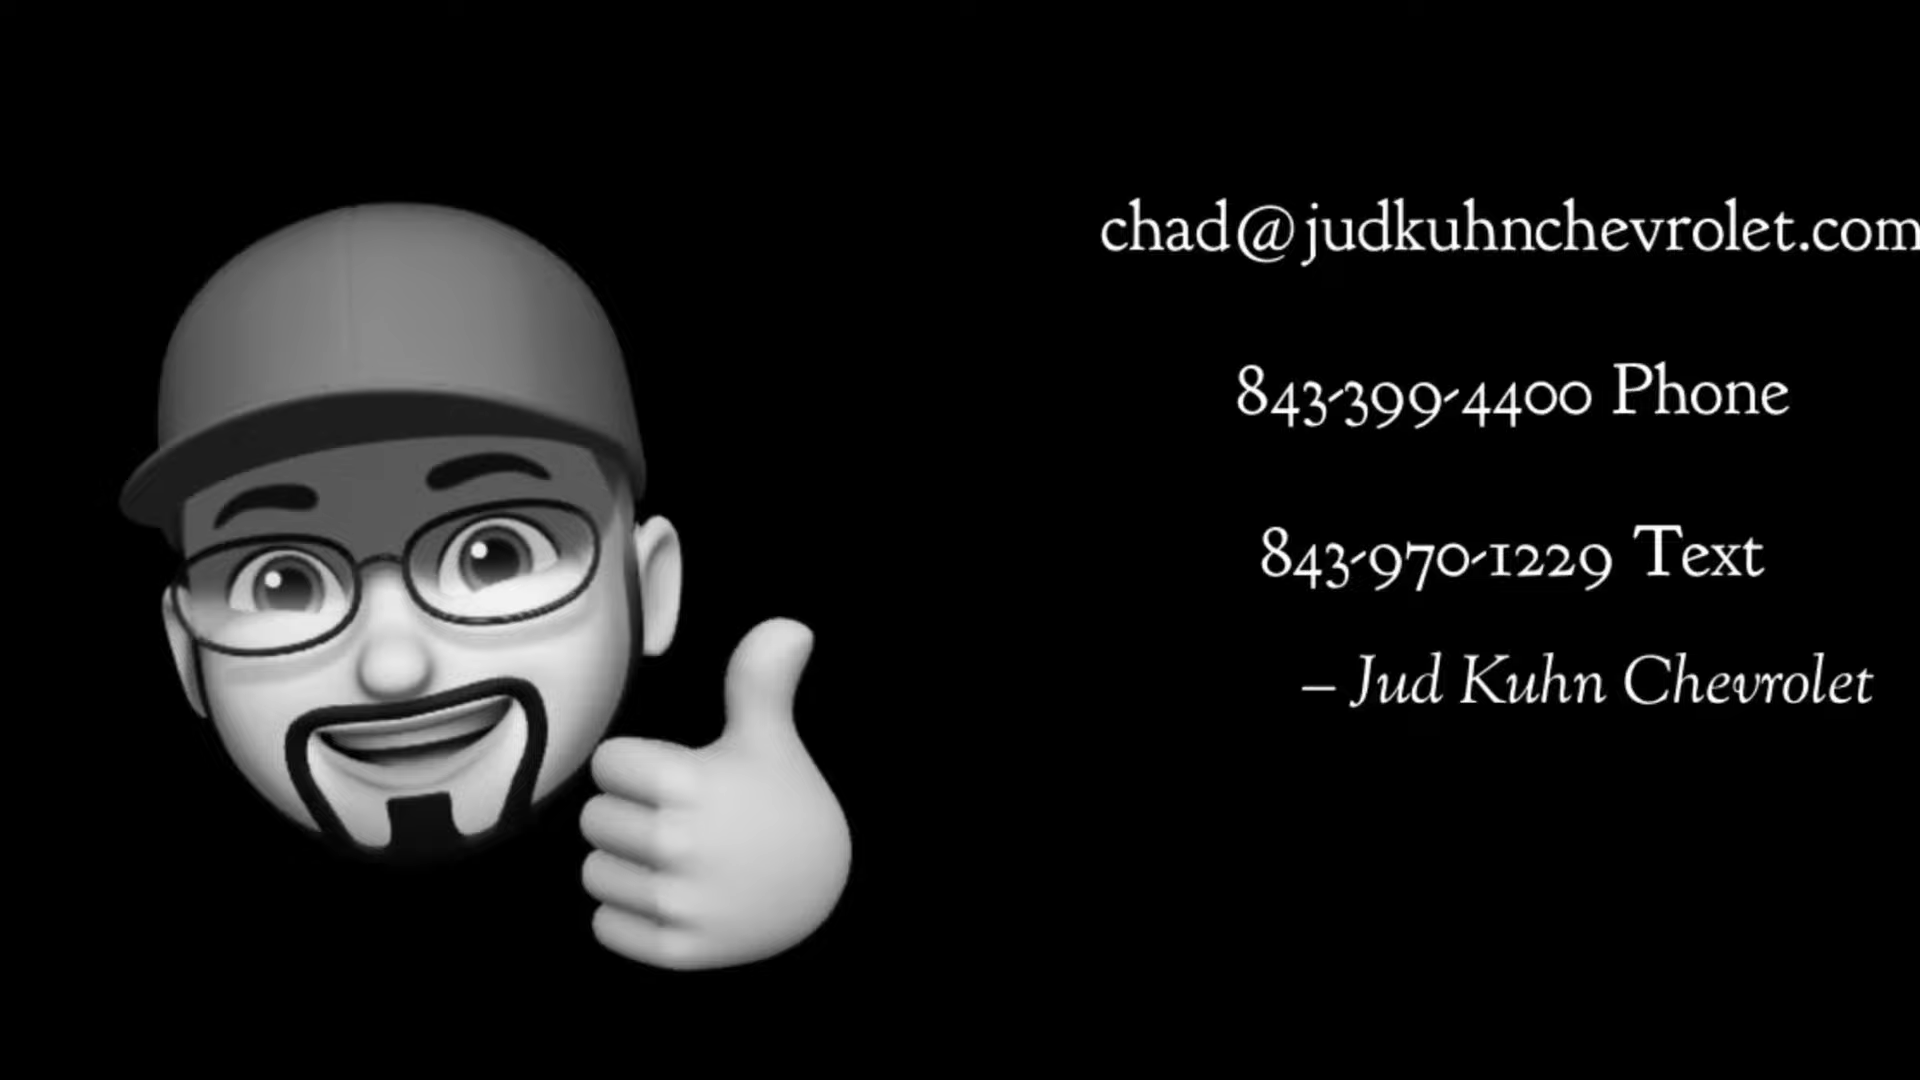 chad@judkuhnchevrolet.com
843-399-4400 Phone
843-970-1229 Text
– Jud Kuhn Chevrolet